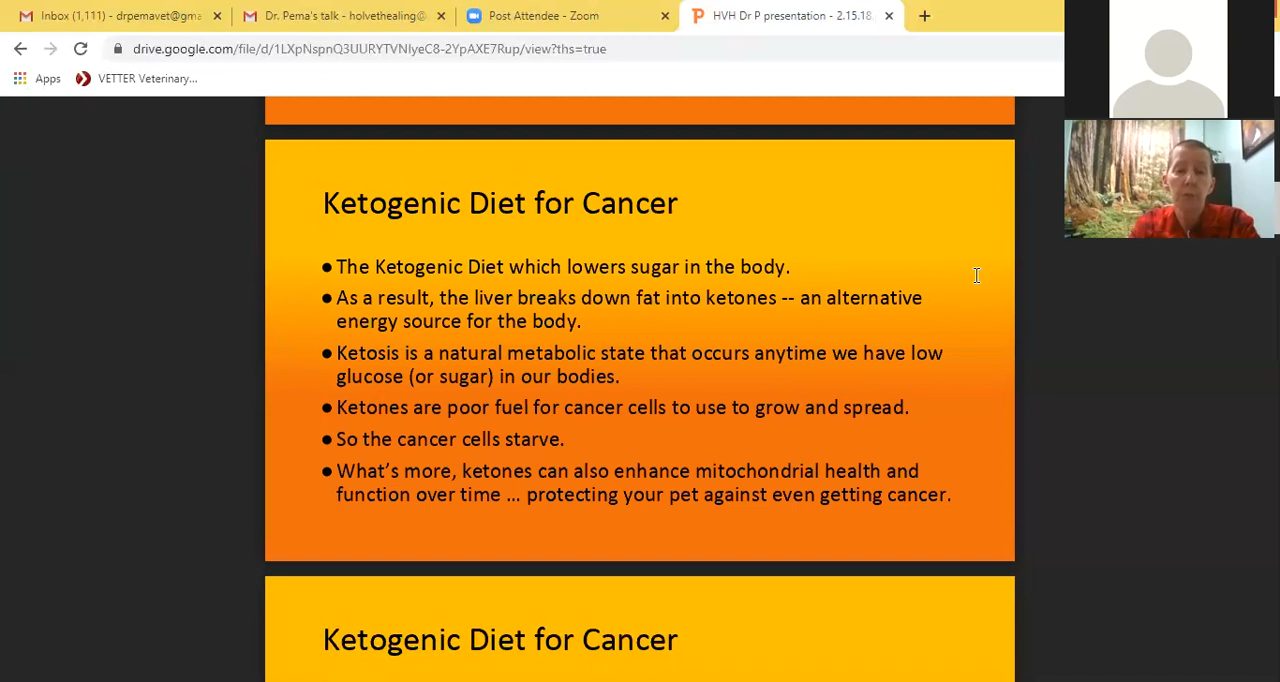 Inbox (1,111) - drpemavet@gma
Dr. Pema's talk - holvethealing@
Post Attendee - Zoom
HVH Dr P presentation - 2.15.18.
drive.google.com/file/d/1LXpNspnQ3UURYTVNlyeC8-2YpAXE7Rup/view?ths=true
Apps
VETTER Veterinary...
Ketogenic Diet for Cancer
●The Ketogenic Diet which lowers sugar in the body.
●As a result, the liver breaks down fat into ketones -- an alternative
energy source for the body.
●Ketosis is a natural metabolic state that occurs anytime we have low
glucose (or sugar) in our bodies.
●Ketones are poor fuel for cancer cells to use to grow and spread.
●So the cancer cells starve.
●What's more, ketones can also enhance mitochondrial health and
function over time ... protecting your pet against even getting cancer.
Ketogenic Diet for Cancer